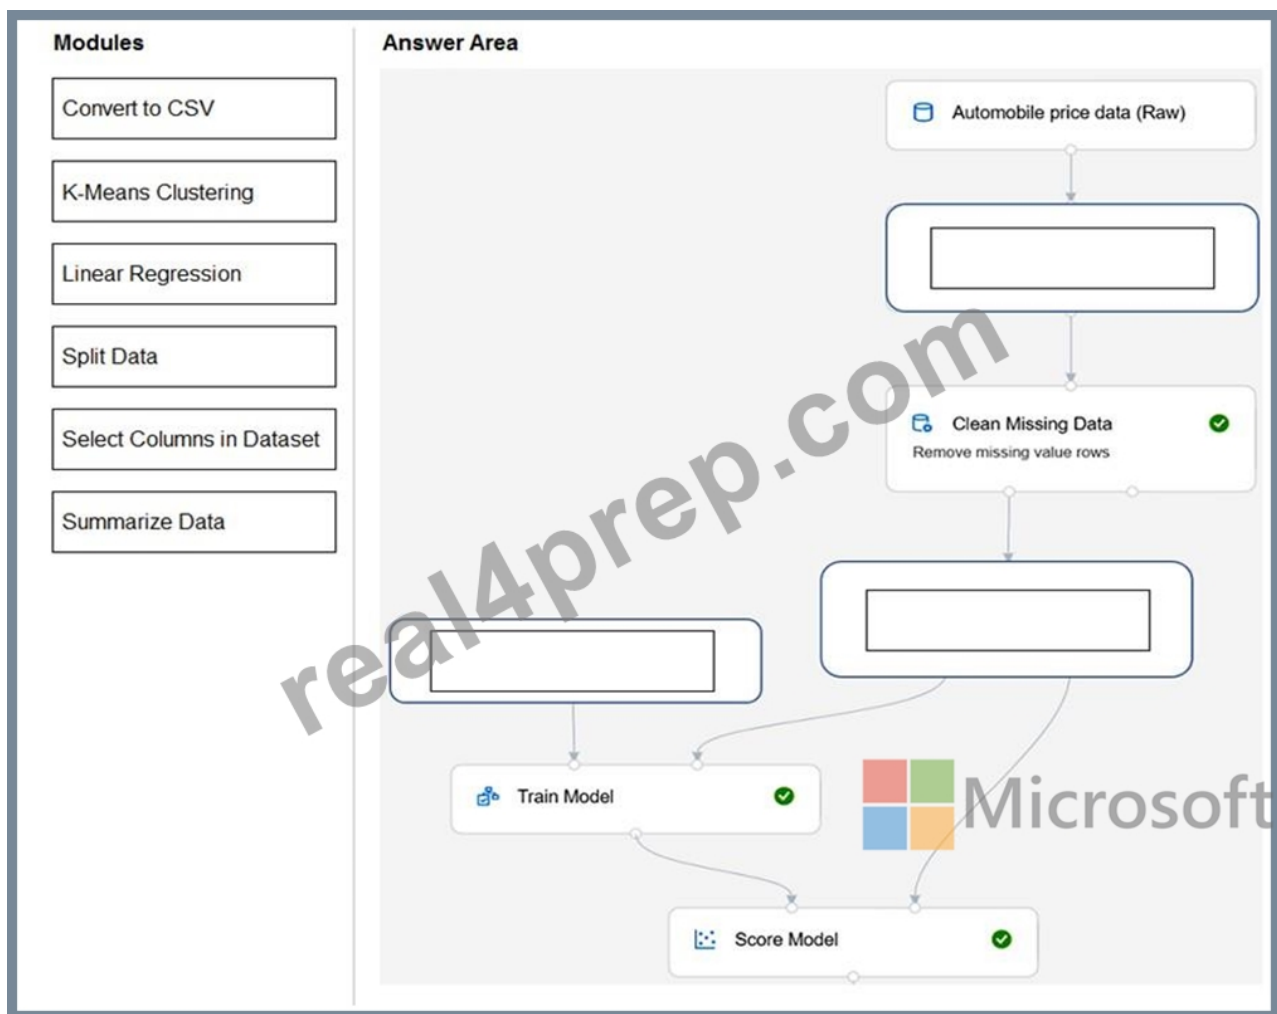 Modules
Convert to CSV
K-Means Clustering
Linear Regression
Split Data
Select Columns in Dataset
Summarize Data
Answer Area
Automobile price data (Raw)
Clean Missing Data
Remove missing value rows
Train Model
Score Model
real4prep.com
Microsoft